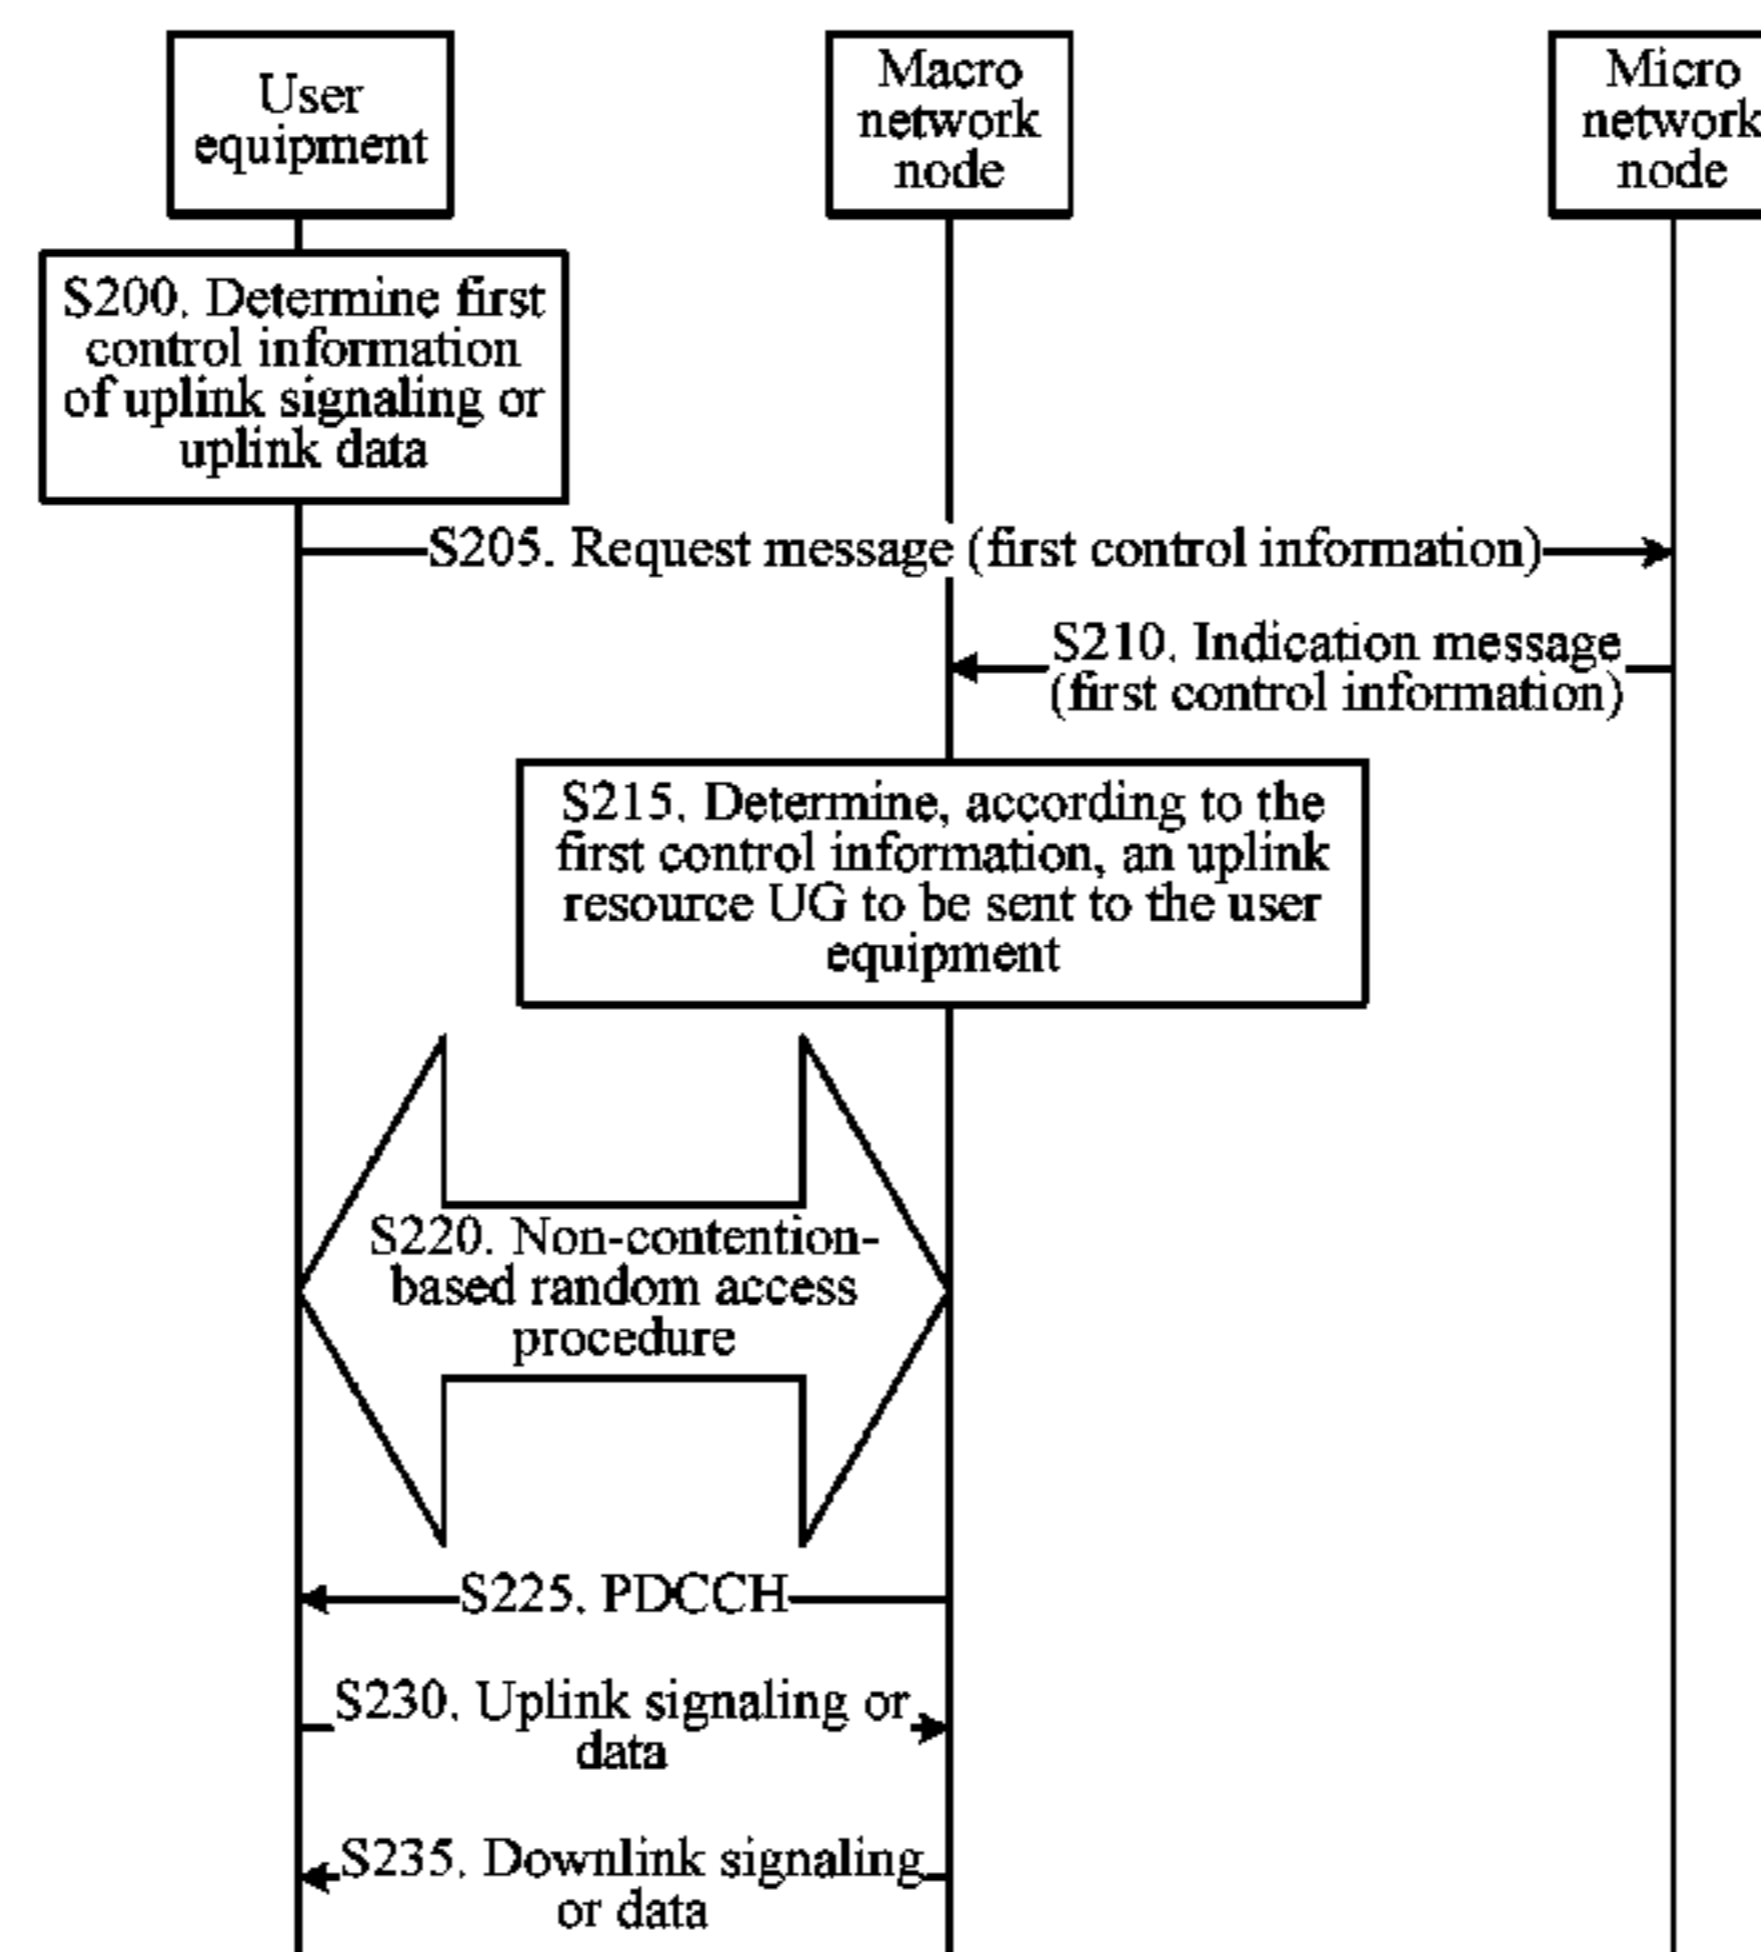 User
equipment
Macro
network
node
Micro
network
node
S200. Determine first
control information
of uplink signaling or
uplink data
S205. Request message (first control information)
S210. Indication message
(first control information)
S215. Determine, according to the
first control information, an uplink
resource UG to be sent to the user
equipment
S220. Non-contention-
based random access
procedure
S225. PDCCH
S230. Uplink signaling or
data
S235. Downlink signaling
or data